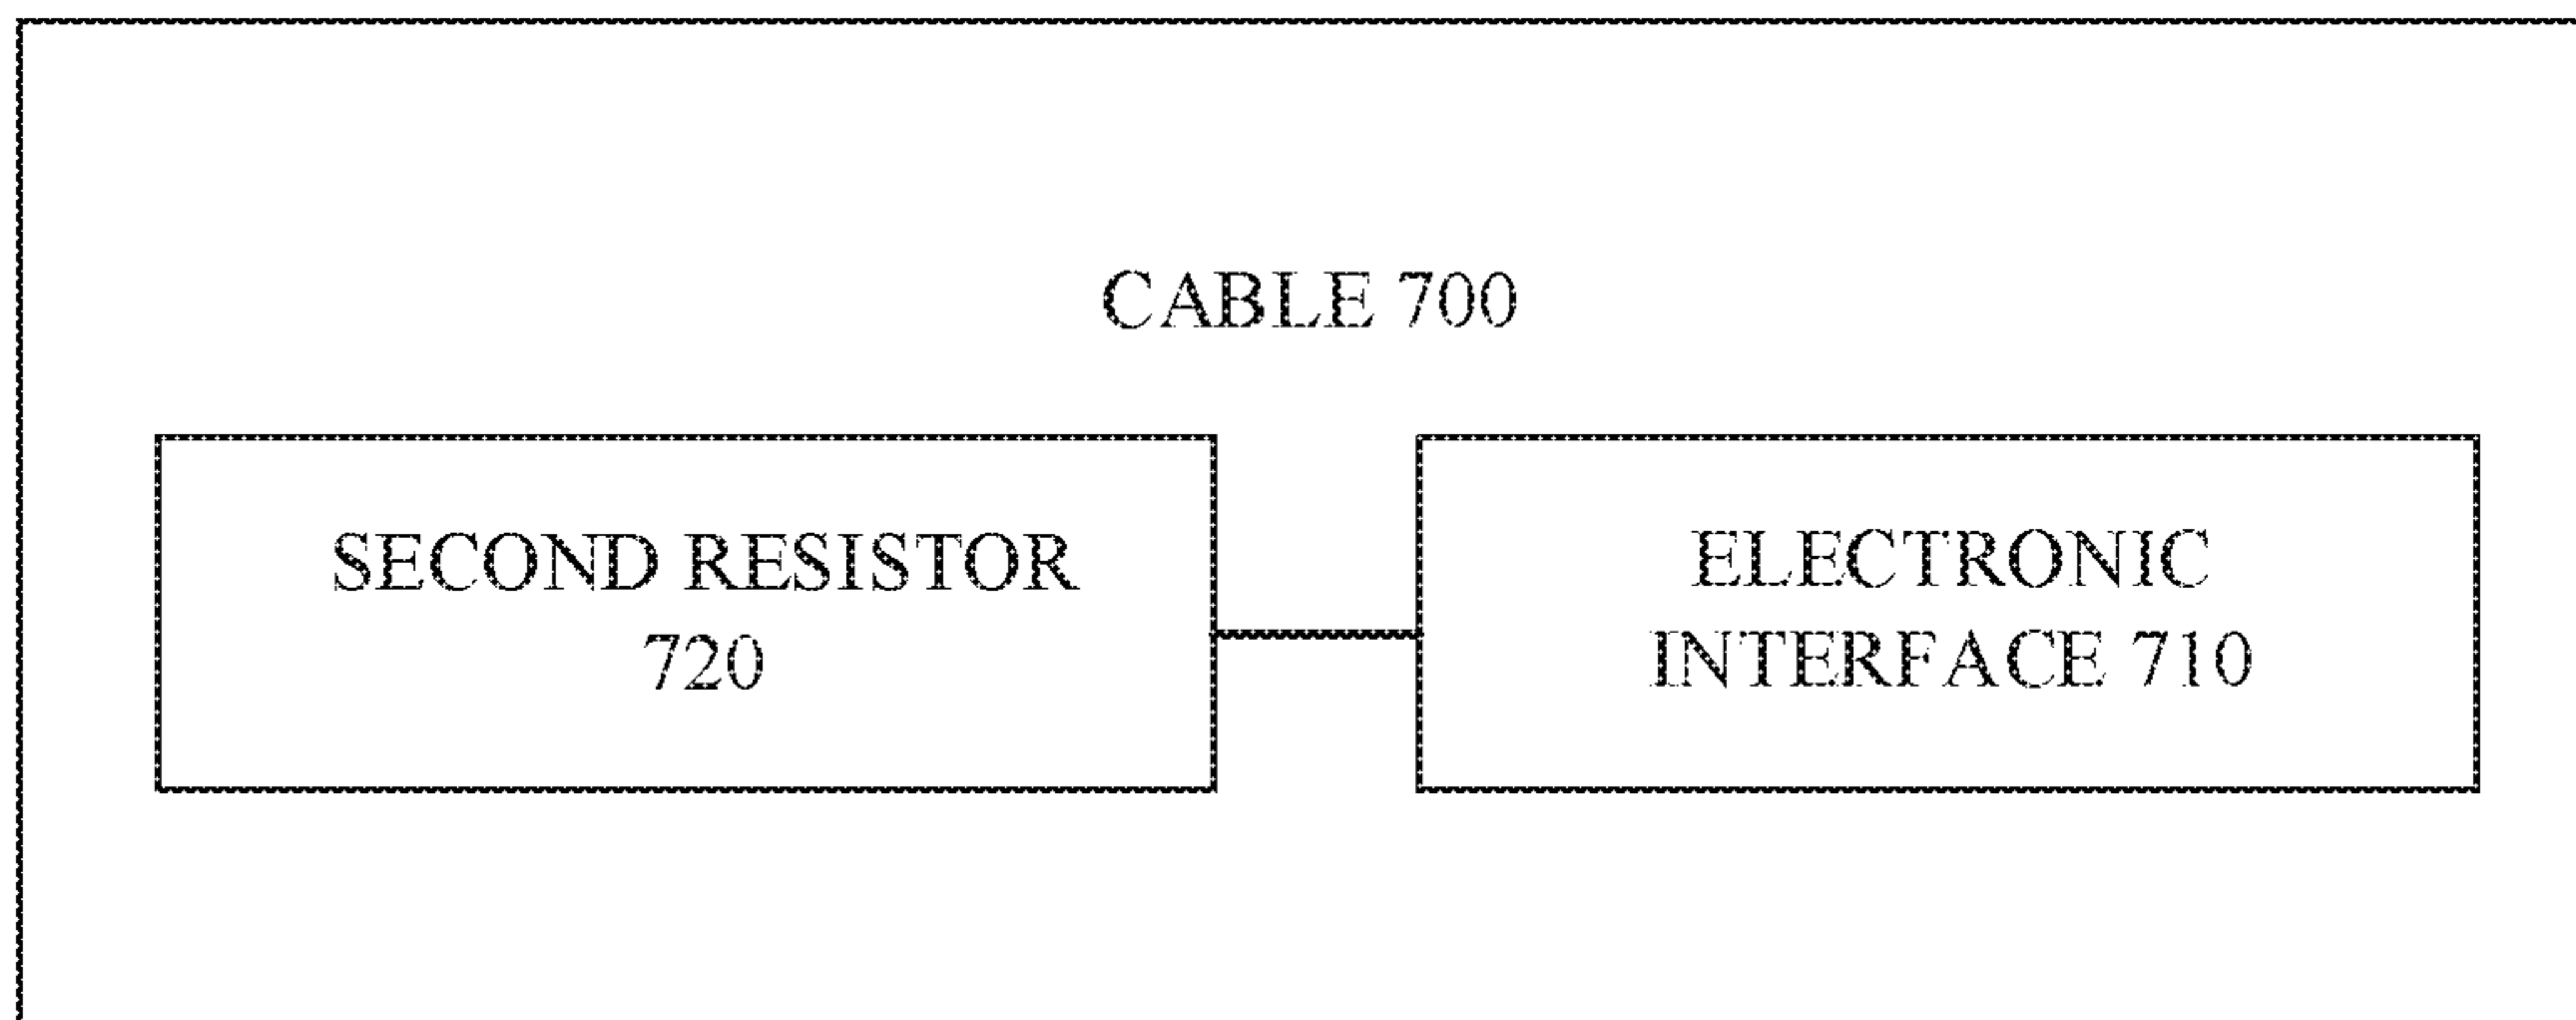 CABLE 700
SECOND RESISTOR
720
ELECTRONIC
INTERFACE 710